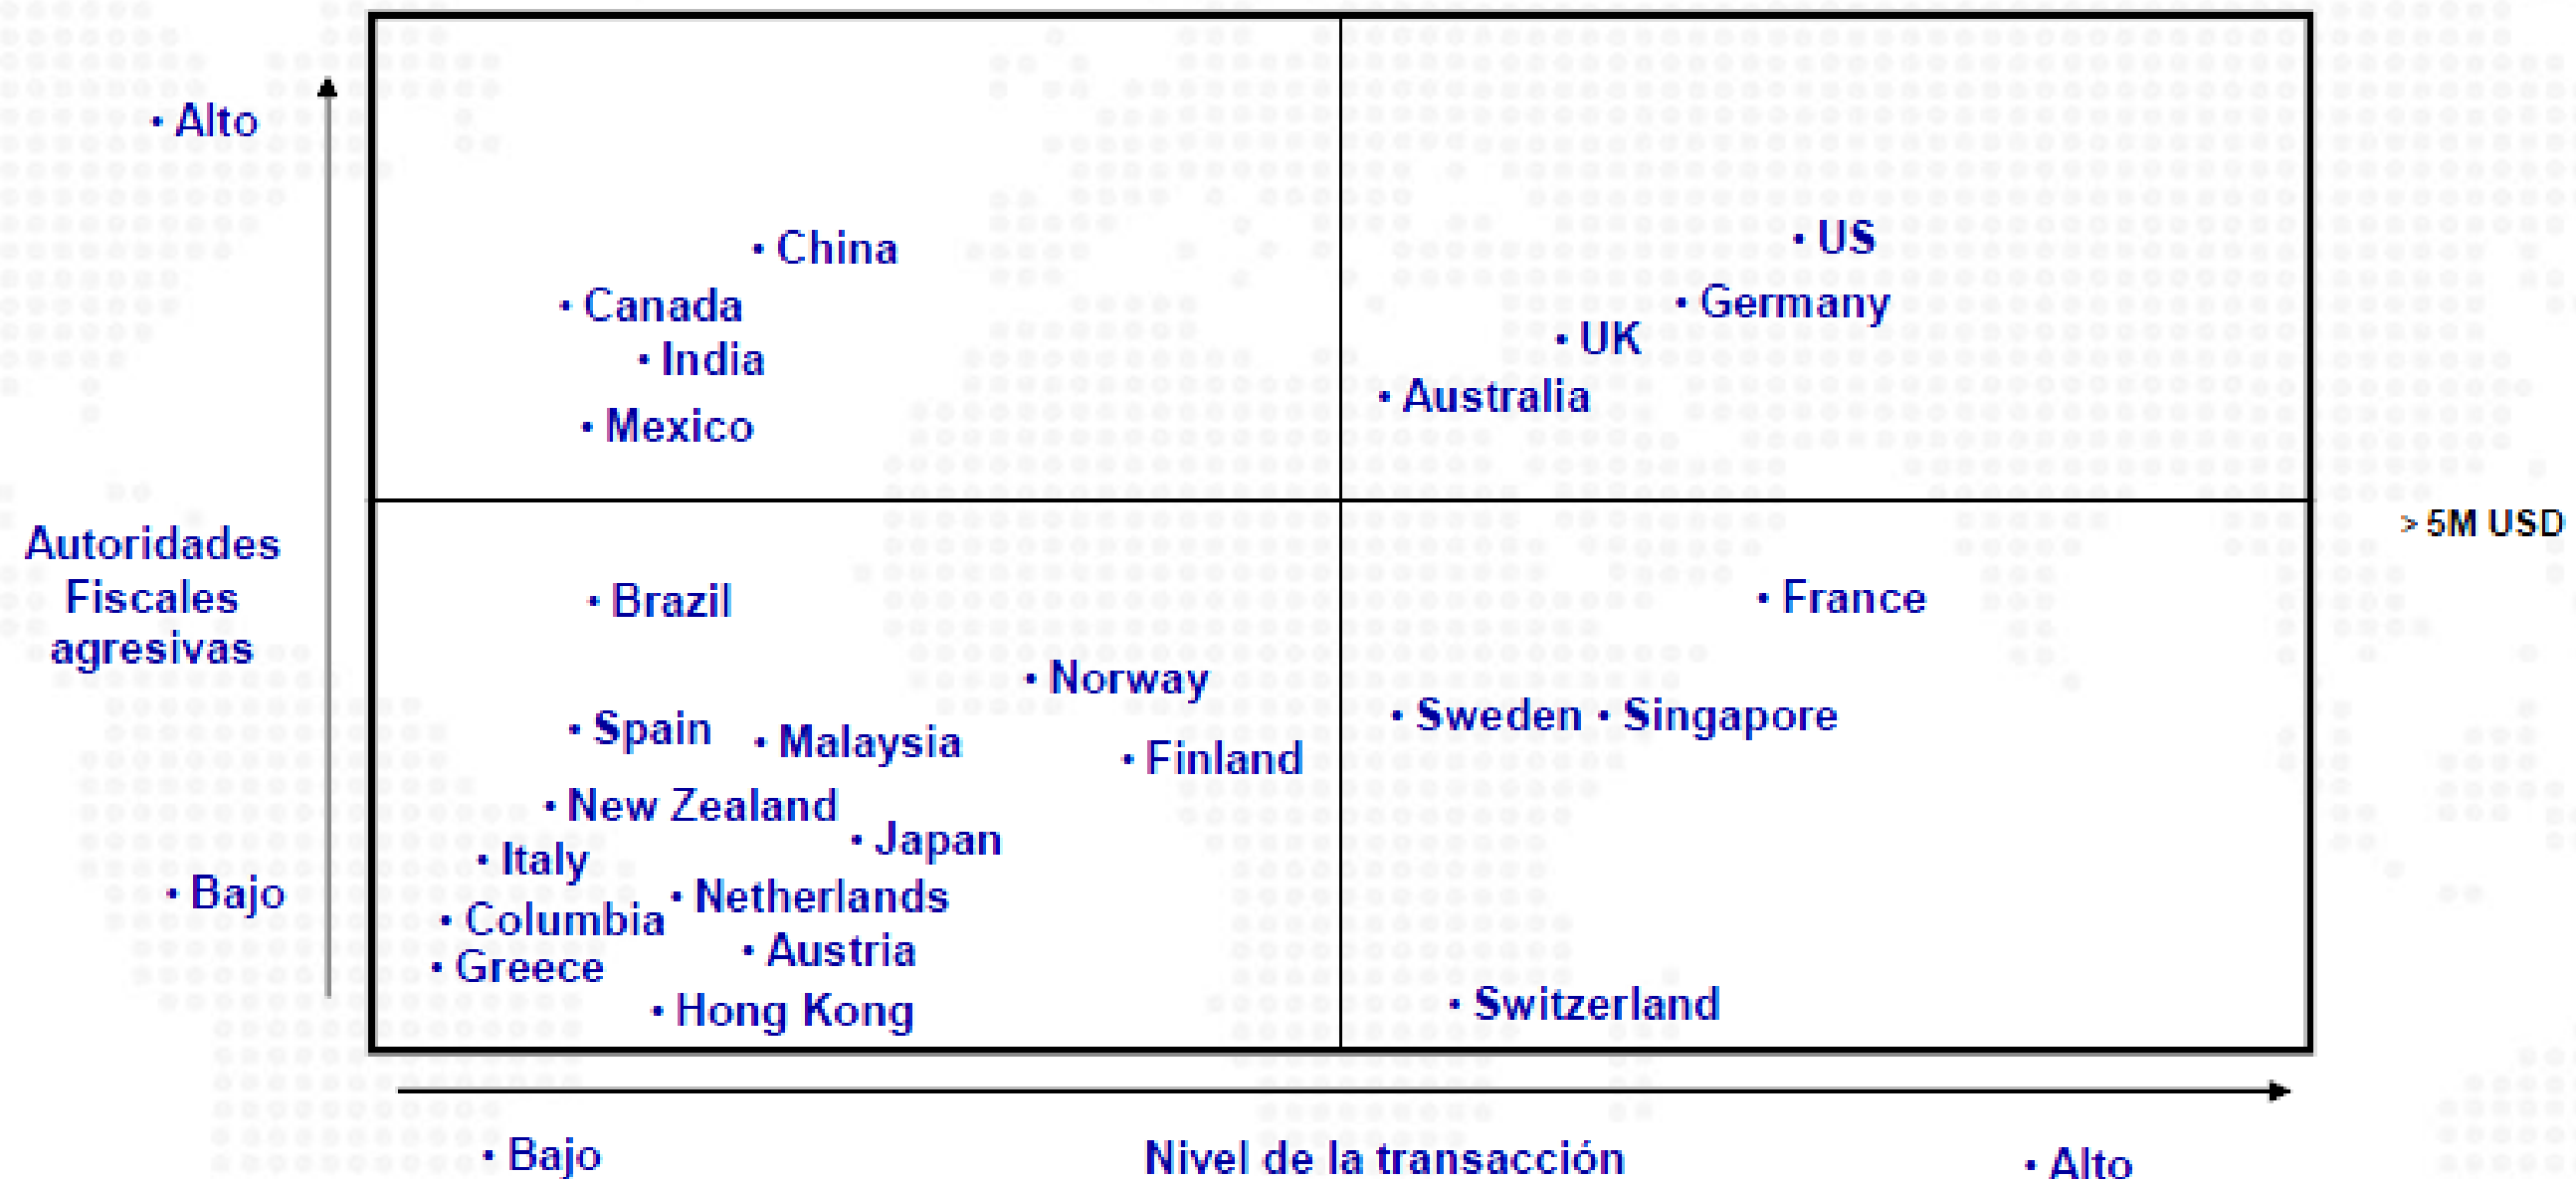 • Alto
• China
• US
• Canada
• Germany
• UK
• India
• Australia
• Mexico
> 5M USD
Autoridades
Fiscales
agresivas
• Brazil
• France
• Norway
• Spain
• Malaysia
• Sweden • Singapore
• Finland
• New Zealand
• Japan
• Italy
• Bajo
• Netherlands
• Columbia
• Austria
• Greece
• Hong Kong
• Switzerland
• Bajo
Nivel de la transacción
• Alto